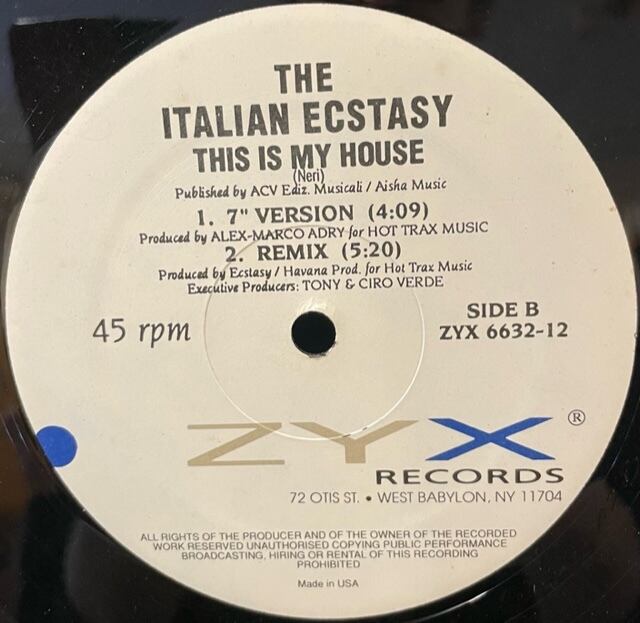 THE
ITALIAN ECSTASY
THIS IS MY HOUSE
(Neri)
Published by ACV Ediz. Musicali / Aisha Music
1. 7" VERSION (4:09)
Produced by ALEX-MARCO ADRY for HOT TRAX MUSIC
2. REMIX (5:20)
Produced by Ecstasy / Havana Prod. for Hot Trax Music
Executive Producers: TONY & CIRO VERDE
45 rpm
SIDE B
ZYX 6632-12
ZYX ®
RECORDS
72 OTIS ST. • WEST BABYLON, NY 11704
ALL RIGHTS OF THE PRODUCER AND OF THE OWNER OF THE RECORDED
WORK RESERVED UNAUTHORISED COPYING PUBLIC PERFORMANCE
BROADCASTING, HIRING OR RENTAL OF THIS RECORDING
PROHIBITED
Made in USA